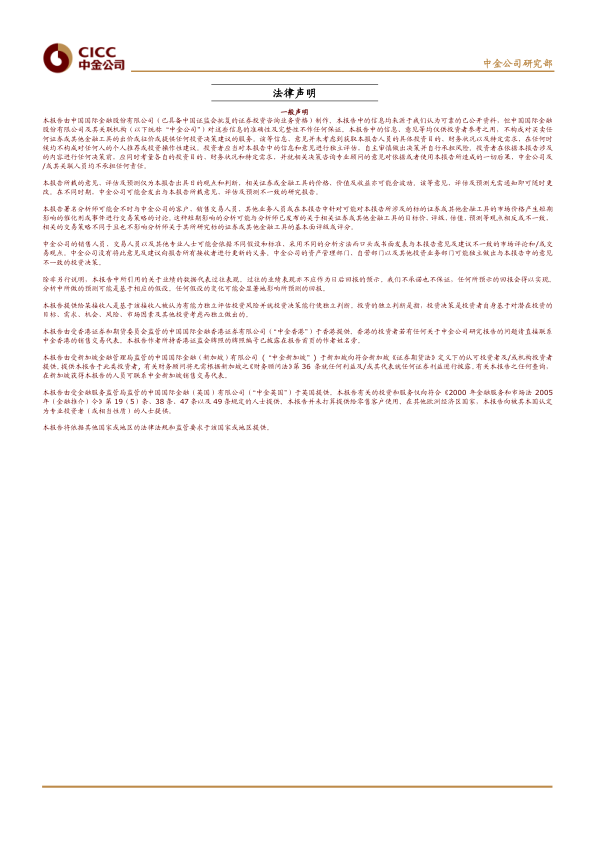 CICC
中金公司
中金公司研究部
法律声明
一般声明
本报告由中国国际金融股份有限公司（已具备中国证监会批复的证券投资咨询业务资格）制作。本报告中的信息均来源于我们认为可靠的已公开资料，但中国国际金融
股份有限公司及其关联机构（以下统称“中金公司”）对这些信息的准确性及完整性不作任何保证。本报告中的信息、意见等均仅供投资者参考之用，不构成对买卖任
何证券或其他金融工具的出价或征价或提供任何投资决策建议的服务。该等信息、意见并未考虑到获取本报告人员的具体投资目的、财务状况以及特定需求，在任何时
候均不构成对任何人的个人推荐或投资操作性建议。投资者应当对本报告中的信息和意见进行独立评估，自主审慎做出决策并自行承担风险。投资者在依据本报告涉及
的内容进行任何决策前，应同时考量各自的投资目的、财务状况和特定需求，并就相关决策咨询专业顾问的意见对依据或者使用本报告所造成的一切后果，中金公司及
/或其关联人员均不承担任何责任。
本报告所载的意见、评估及预测仅为本报告出具日的观点和判断，相关证券或金融工具的价格、价值及收益亦可能会波动。该等意见、评估及预测无需通知即可随时更
改。在不同时期，中金公司可能会发出与本报告所载意见、评估及预测不一致的研究报告。
本报告署名分析师可能会不时与中金公司的客户、销售交易人员、其他业务人员或在本报告中针对可能对本报告所涉及的标的证券或其他金融工具的市场价格产生短期
影响的催化剂或事件进行交易策略的讨论。这种短期影响的分析可能与分析师已发布的关于相关证券或其他金融工具的目标价、评级、估值、预测等观点相反或不一致，
相关的交易策略不同于且也不影响分析师关于其所研究标的证券或其他金融工具的基本面评级或评分。
中金公司的销售人员、交易人员以及其他专业人士可能会依据不同假设和标准、采用不同的分析方法而口头或书面发表与本报告意见及建议不一致的市场评论和/或交
易观点。中金公司没有将此意见及建议向报告所有接收者进行更新的义务。中金公司的资产管理部门、自营部门以及其他投资业务部门可能独立做出与本报告中的意见
不一致的投资决策。
除非另行说明，本报告中所引用的关于业绩的数据代表过往表现。过往的业绩表现亦不应作为日后回报的预示。我们不承诺也不保证，任何所预示的回报会得以实现。
分析中所做的预测可能是基于相应的假设。任何假设的变化可能会显著地影响所预测的回报。
本报告提供给某接收人是基于该接收人被认为有能力独立评估投资风险并就投资决策能行使独立判断。投资的独立判断是指，投资决策是投资者自身基于对潜在投资的
目标、需求、机会、风险、市场因素及其他投资考虑而独立做出的。
本报告由受香港证券和期货委员会监管的中国国际金融香港证券有限公司（“中金香港”）于香港提供。香港的投资者若有任何关于中金公司研究报告的问题请直接联系
中金香港的销售交易代表。本报告作者所持香港证监会牌照的牌照编号已披露在报告首页的作者姓名旁。
本报告由受新加坡金融管理局监管的中国国际金融（新加坡）有限公司（“中金新加坡”）于新加坡向符合新加坡《证券期货法》定义下的认可投资者及/或机构投资者
提供。提供本报告于此类投资者，有关财务顾问将无需根据新加坡之《财务顾问法》第 36 条就任何利益及/或其代表就任何证券利益进行披露。有关本报告之任何查询，
在新加坡获得本报告的人员可联系中金新加坡销售交易代表。
本报告由受金融服务监管局监管的中国国际金融（英国）有限公司（“中金英国”）于英国提供。本报告有关的投资和服务仅向符合《2000 年金融服务和市场法 2005
年（金融推介）令》第 19（5）条、38 条、47 条以及 49 条规定的人士提供。本报告并未打算提供给零售客户使用。在其他欧洲经济区国家，本报告向被其本国认定
为专业投资者（或相当性质）的人士提供。
本报告将依据其他国家或地区的法律法规和监管要求于该国家或地区提供。